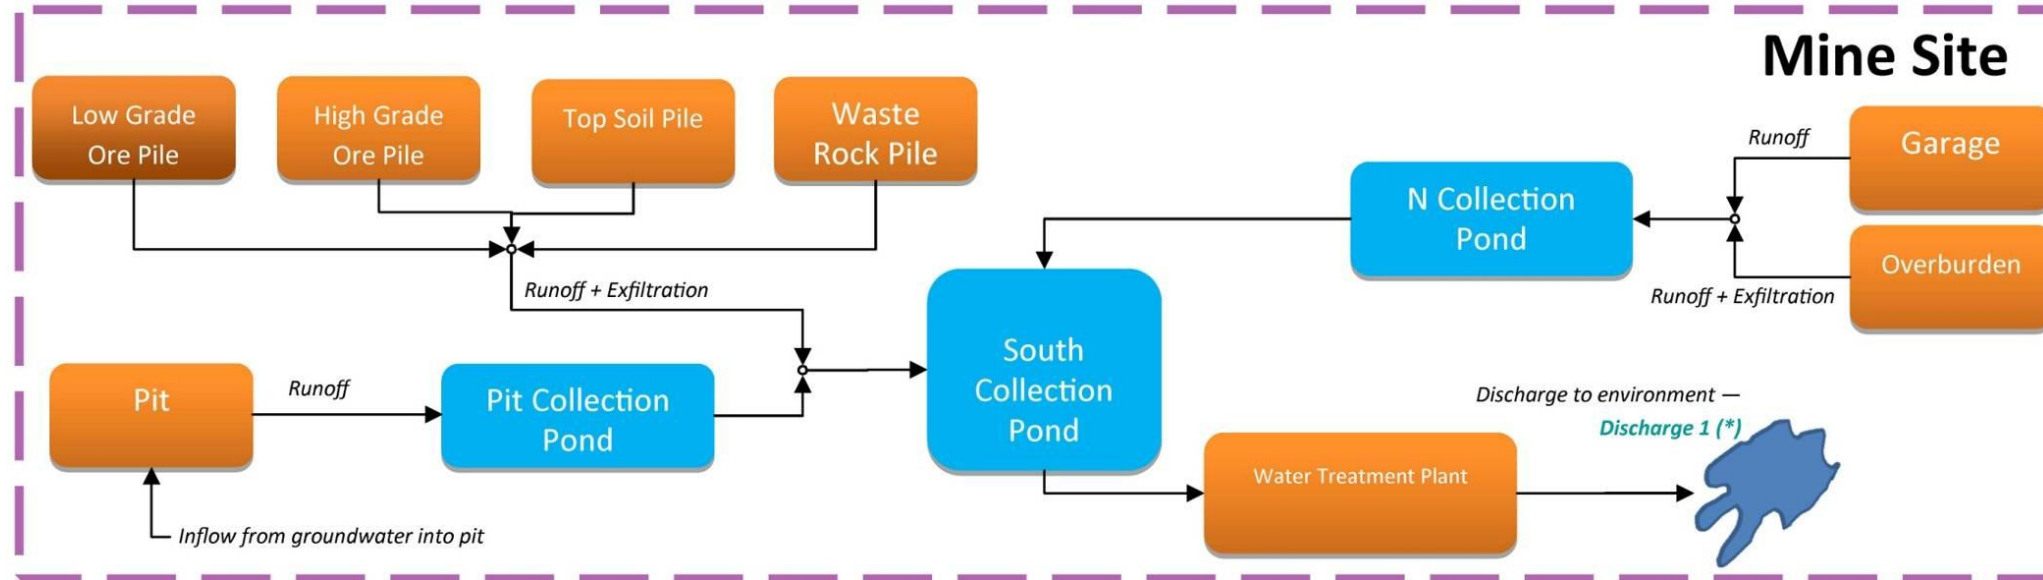 Mine Site
Low Grade
Ore Pile
High Grade
Ore Pile
Top Soil Pile
Waste
Rock Pile
Runoff
Garage
N Collection
Pond
Overburden
Runoff + Exfiltration
Runoff + Exfiltration
South
Collection
Pond
Pit
Runoff
Pit Collection
Pond
Discharge to environment —
Discharge 1 (*)
Water Treatment Plant
Inflow from groundwater into pit